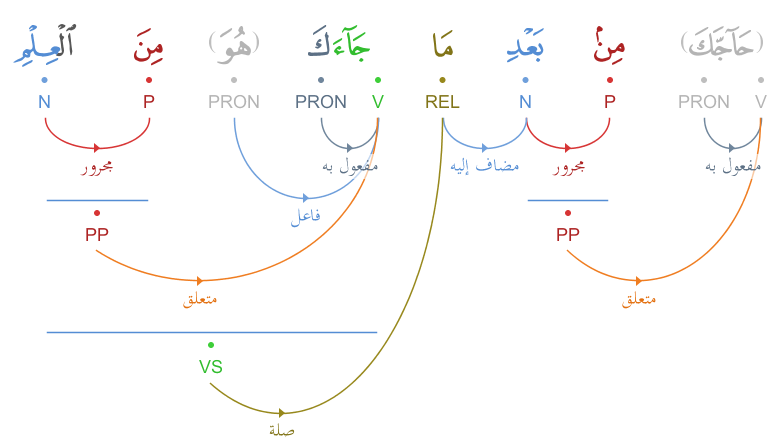 (حَآجَّكَ) مِنۢ بَعْدِ مَا جَآءَكَ (هُوَ) مِنَ ٱلْعِلْمِ
V PRON P N REL V PRON PRON P N
مجرور مفعول به مضاف إليه مجرور مفعول به
فاعل
PP PP
متعلق متعلق
VS
صلة